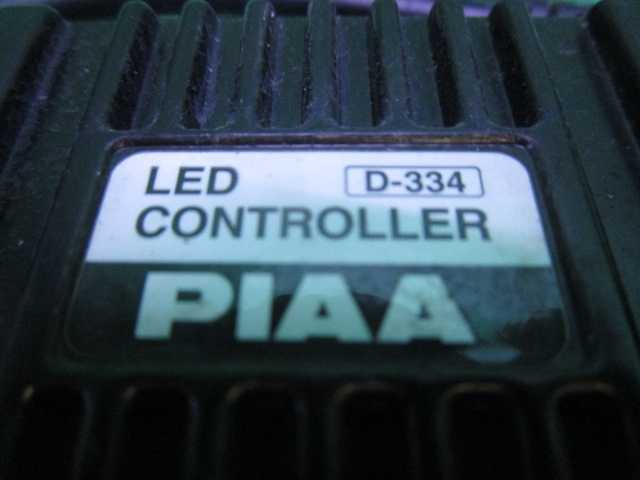 LED D-334
CONTROLLER
PIAA